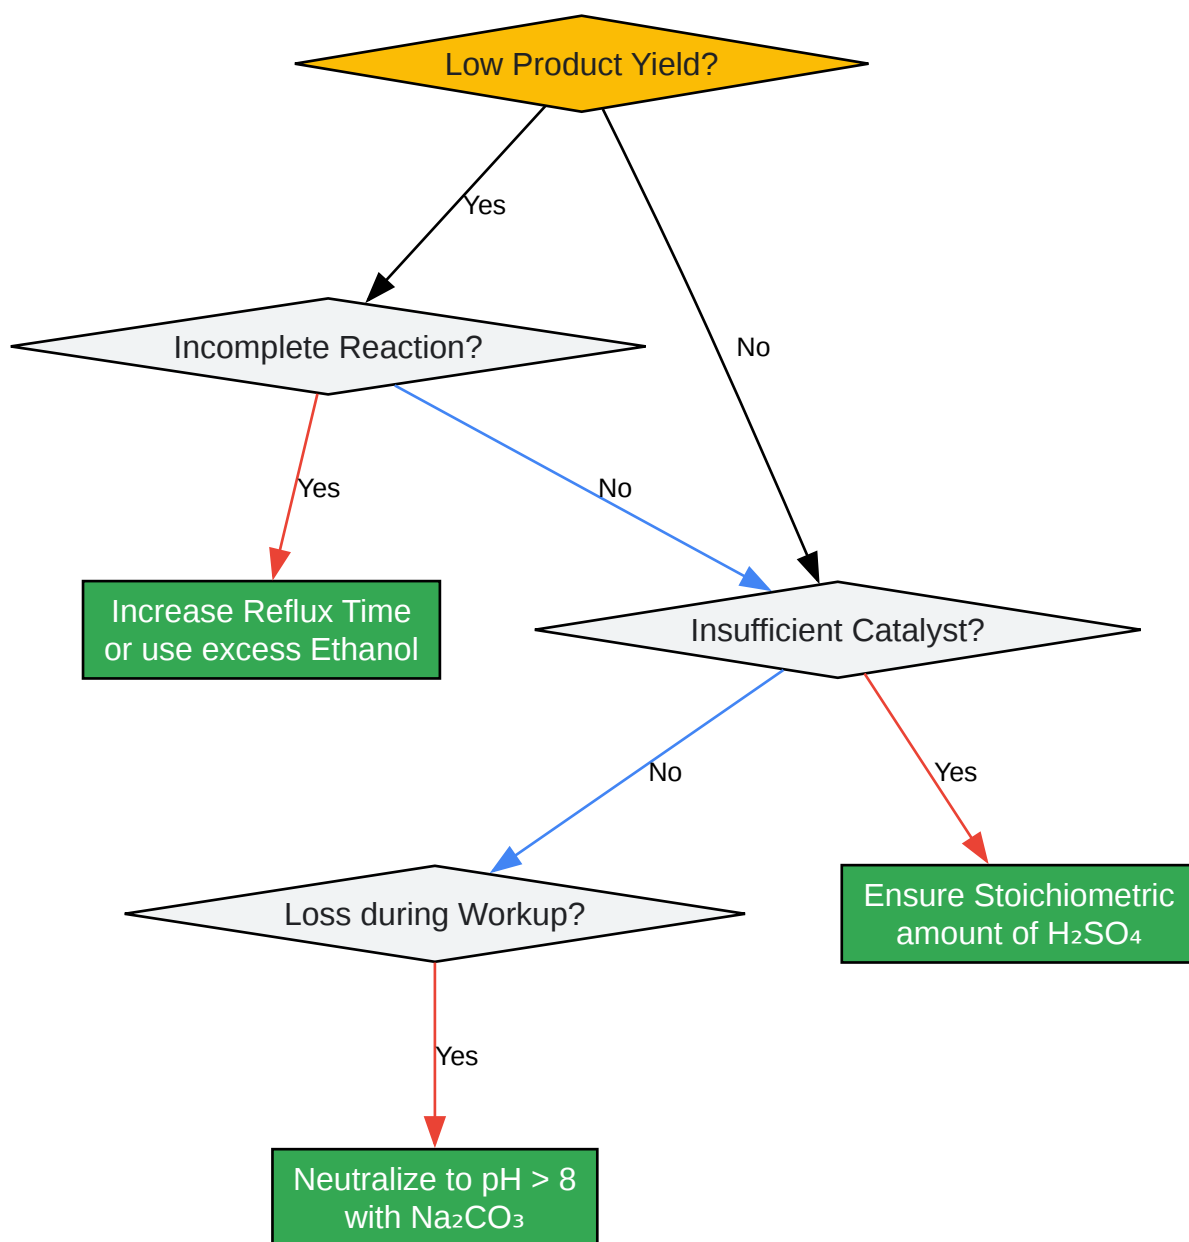 Low Product Yield?
Yes
Incomplete Reaction?
No
Yes
No
Increase Reflux Time
or use excess Ethanol
Insufficient Catalyst?
No
Yes
Ensure Stoichiometric
amount of H₂SO₄
Loss during Workup?
Yes
Neutralize to pH > 8
with Na₂CO₃